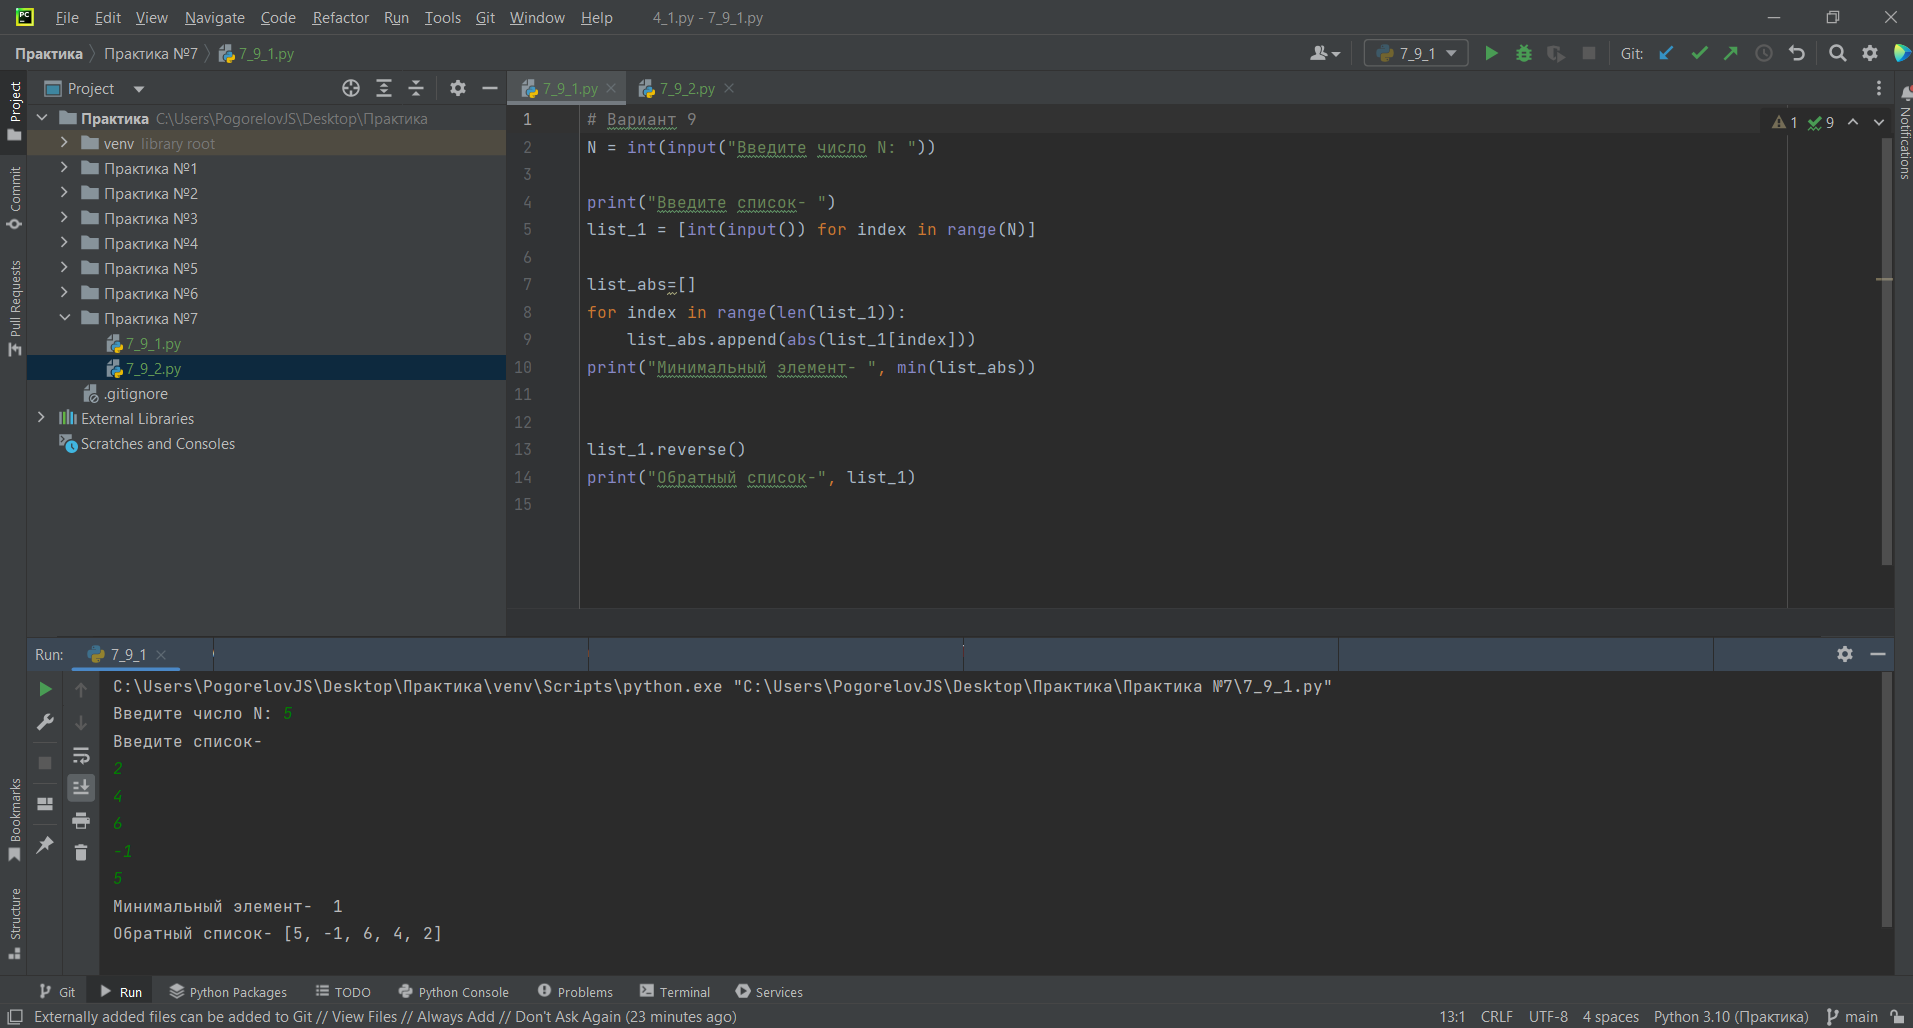 PC
File Edit View Navigate Code Refactor Run Tools Git Window Help 4_1.py - 7_9_1.py
Практика Практика №7 7_9_1.py
7_9_1 Git:
Project
7_9_1.py 7_9_2.py
Практика C:\Users\PogorelovJS\Desktop\Практика
venv library root
Практика №1
Практика №2
Практика №3
Практика №4
Практика №5
Практика №6
Практика №7
7_9_1.py
7_9_2.py
.gitignore
External Libraries
Scratches and Consoles
Project
Commit
Pull Requests
Bookmarks
Structure
Notifications
1 9
1 # Вариант 9
2 N = int(input("Введите число N: "))
3
4 print("Введите список- ")
5 list_1 = [int(input()) for index in range(N)]
6
7 list_abs=[]
8 for index in range(len(list_1)):
9 list_abs.append(abs(list_1[index]))
10 print("Минимальный элемент- ", min(list_abs))
11
12
13 list_1.reverse()
14 print("Обратный список-", list_1)
15
Run: 7_9_1
C:\Users\PogorelovJS\Desktop\Практика\venv\Scripts\python.exe "C:\Users\PogorelovJS\Desktop\Практика\Практика №7\7_9_1.py"
Введите число N: 5
Введите список-
2
4
6
-1
5
Минимальный элемент-  1
Обратный список- [5, -1, 6, 4, 2]
Git Run Python Packages TODO Python Console Problems Terminal Services
Externally added files can be added to Git // View Files // Always Add // Don't Ask Again (23 minutes ago)
13:1 CRLF UTF-8 4 spaces Python 3.10 (Практика) main